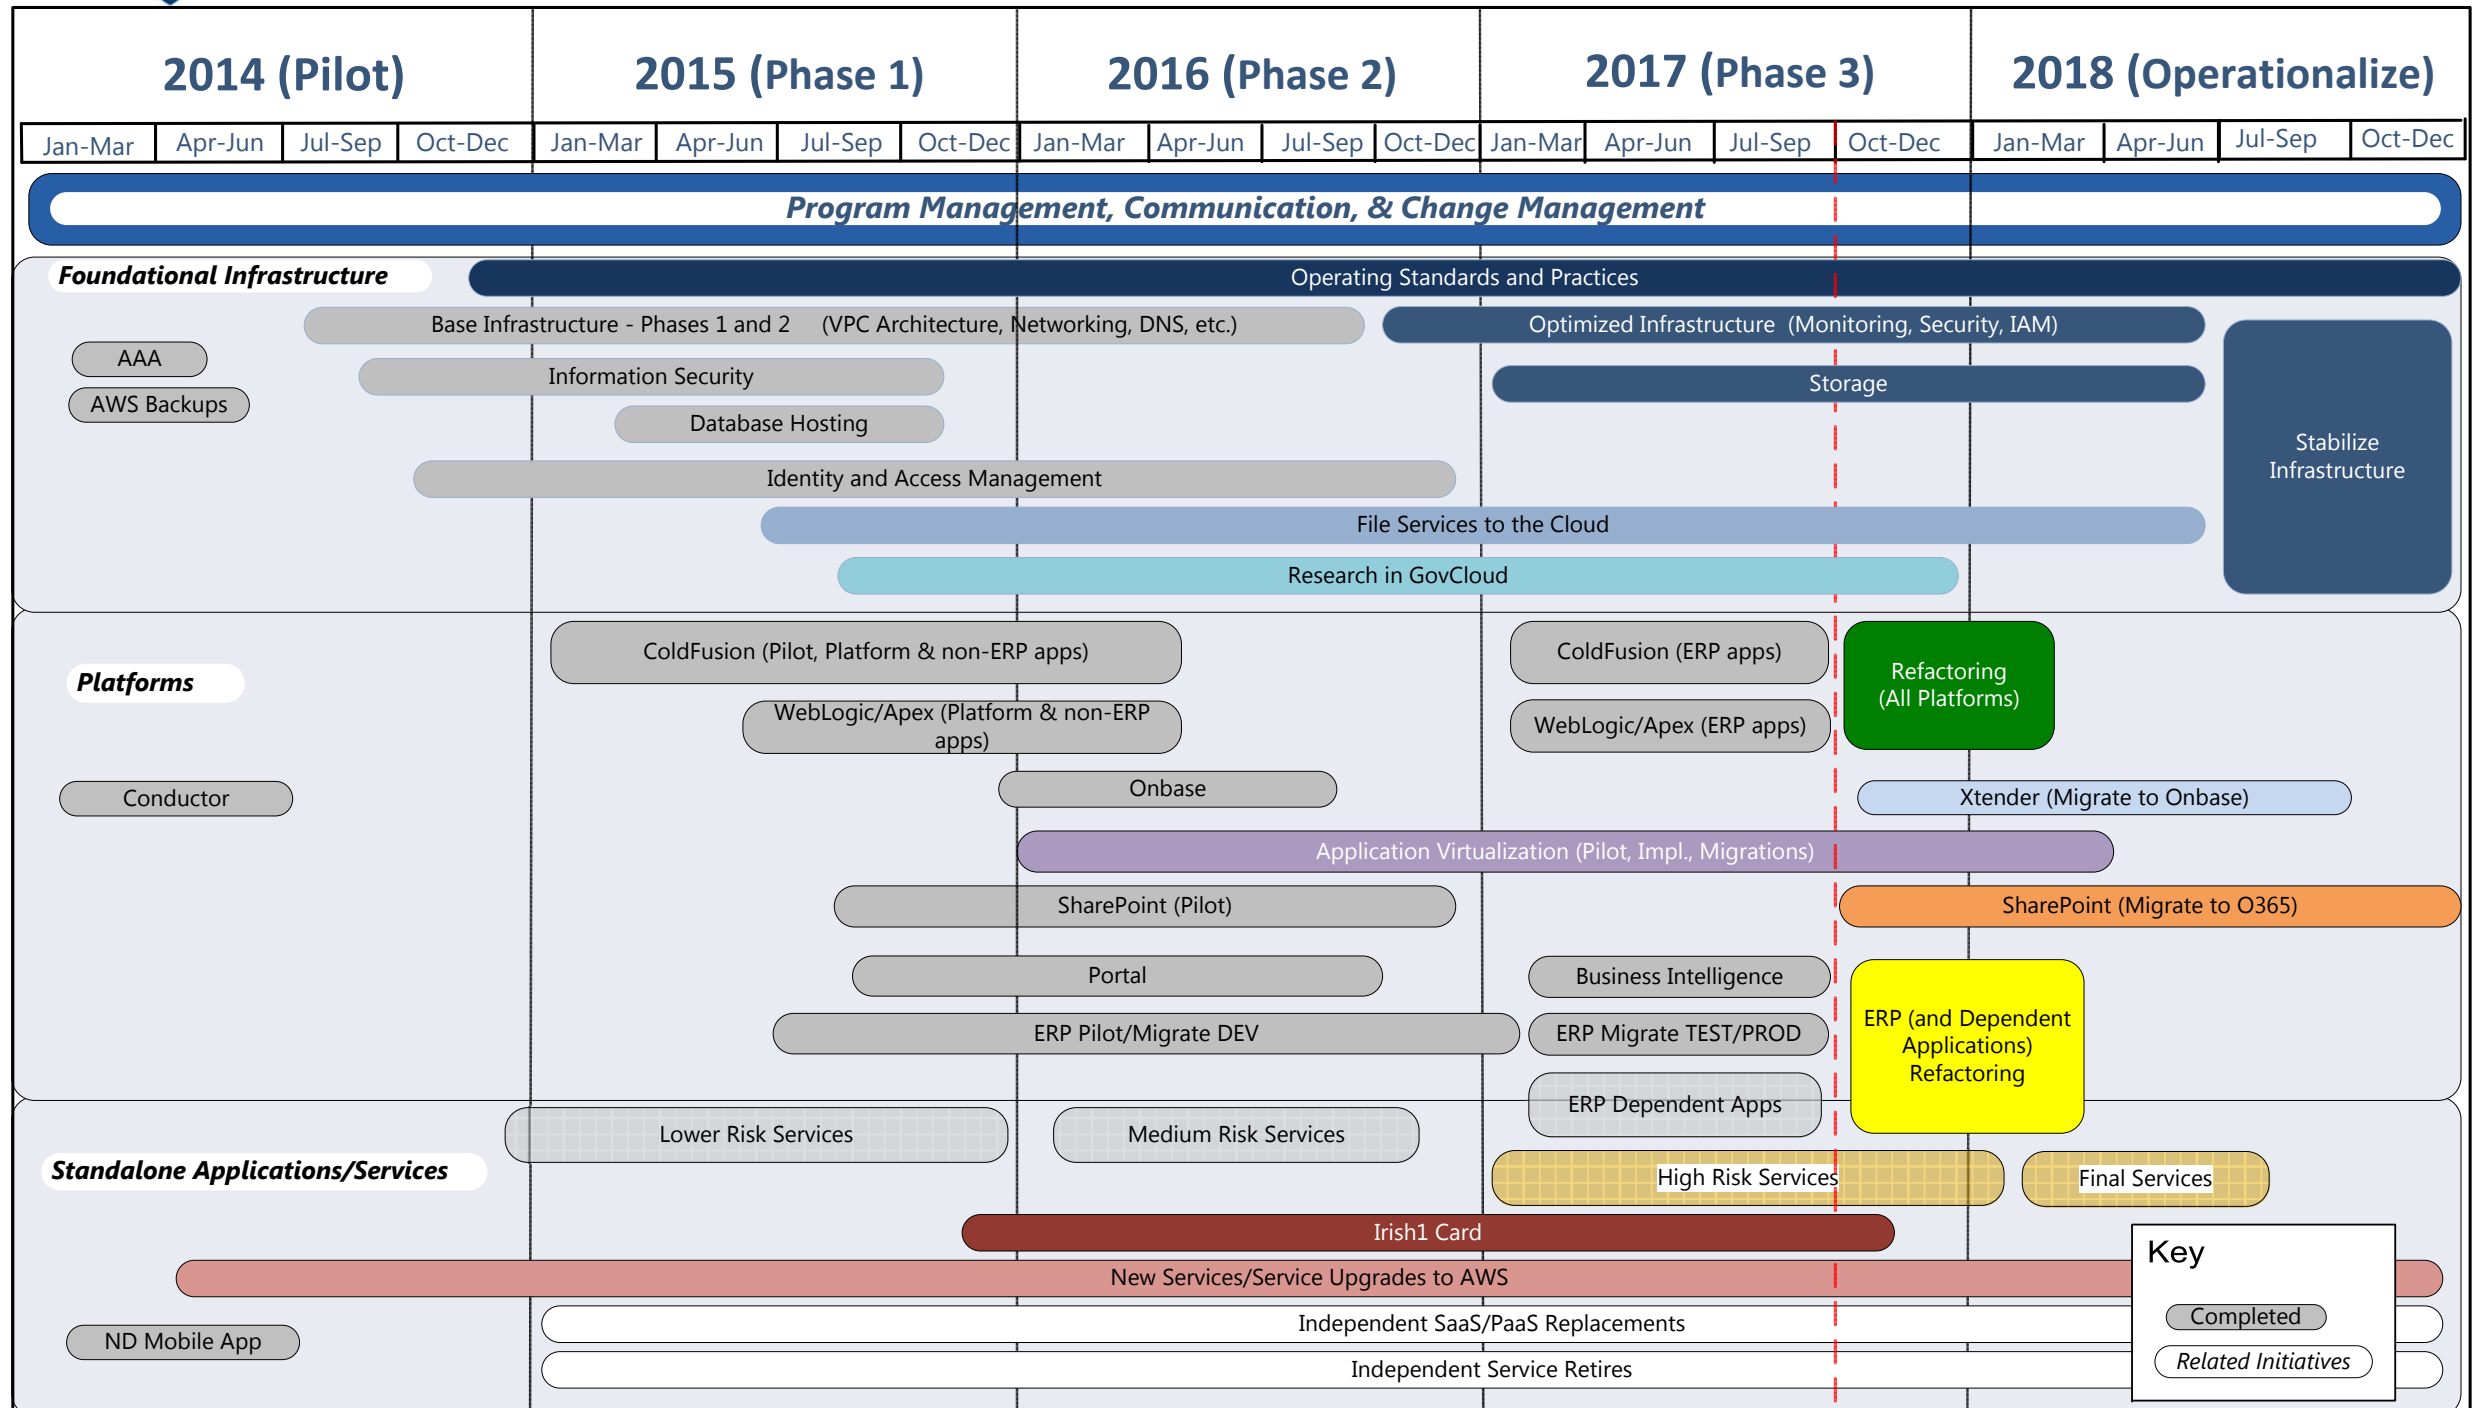 2014 (Pilot)
2015 (Phase 1)
2016 (Phase 2)
2017 (Phase 3)
2018 (Operationalize)
Jan-Mar
Apr-Jun
Jul-Sep
Oct-Dec
Jan-Mar
Apr-Jun
Jul-Sep
Oct-Dec
Jan-Mar
Apr-Jun
Jul-Sep
Oct-Dec
Jan-Mar
Apr-Jun
Jul-Sep
Oct-Dec
Jan-Mar
Apr-Jun
Jul-Sep
Oct-Dec
Program Management, Communication, & Change Management
Foundational Infrastructure
Operating Standards and Practices
Base Infrastructure - Phases 1 and 2 (VPC Architecture, Networking, DNS, etc.)
Optimized Infrastructure (Monitoring, Security, IAM)
AAA
Information Security
Storage
AWS Backups
Database Hosting
Stabilize
Infrastructure
Identity and Access Management
File Services to the Cloud
Research in GovCloud
Platforms
ColdFusion (Pilot, Platform & non-ERP apps)
ColdFusion (ERP apps)
Refactoring
(All Platforms)
WebLogic/Apex (Platform & non-ERP
apps)
WebLogic/Apex (ERP apps)
Conductor
Onbase
Xtender (Migrate to Onbase)
Application Virtualization (Pilot, Impl., Migrations)
SharePoint (Pilot)
SharePoint (Migrate to O365)
Portal
Business Intelligence
ERP Pilot/Migrate DEV
ERP Migrate TEST/PROD
ERP (and Dependent
Applications)
Refactoring
ERP Dependent Apps
Lower Risk Services
Medium Risk Services
Standalone Applications/Services
High Risk Services
Final Services
Irish1 Card
New Services/Service Upgrades to AWS
Independent SaaS/PaaS Replacements
ND Mobile App
Independent Service Retires
Key
Completed
Related Initiatives